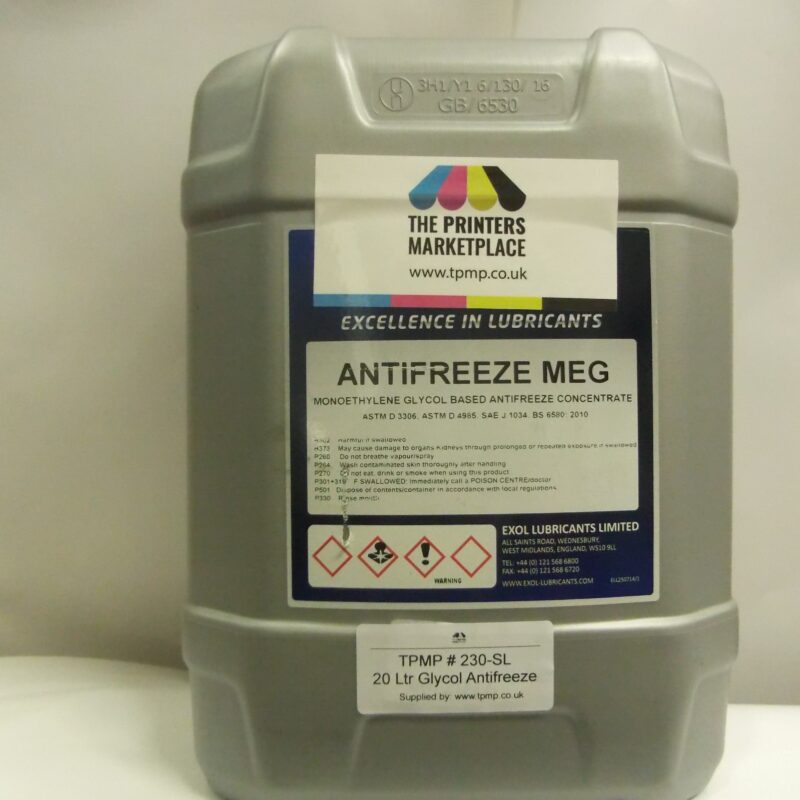 3H1/Y1 6/130/ 16
GB/6530
THE PRINTERS
MARKETPLACE
www.tpmp.co.uk
EXCELLENCE IN LUBRICANTS
ANTIFREEZE MEG
MONOETHYLENE GLYCOL BASED ANTIFREEZE CONCENTRATE
ASTM D 3306, ASTM D 4985, SAE J 1034, BS 6580: 2010
H302 Harmful if swallowed
H373 May cause damage to organs Kidneys through prolonged or repeated exposure if swallowed
P260 Do not breathe vapour/spray
P264 Wash contaminated skin thoroughly after handling
P270 Do not eat, drink or smoke when using this product
P301+310 F SWALLOWED: Immediately call a POISON CENTRE/doctor
P501 Dispose of contents/container in accordance with local regulations
P330 Rinse mouth
WARNING
EXOL LUBRICANTS LIMITED
ALL SAINTS ROAD, WEDNESBURY
WEST MIDLANDS, ENGLAND, WS10 9LL
TEL: +44 (0) 121 568 6800
FAX: +44 (0) 121 568 6720
WWW.EXOL-LUBRICANTS.COM
TPMP # 230-SL
20 Ltr Glycol Antifreeze
Supplied by: www.tpmp.co.uk